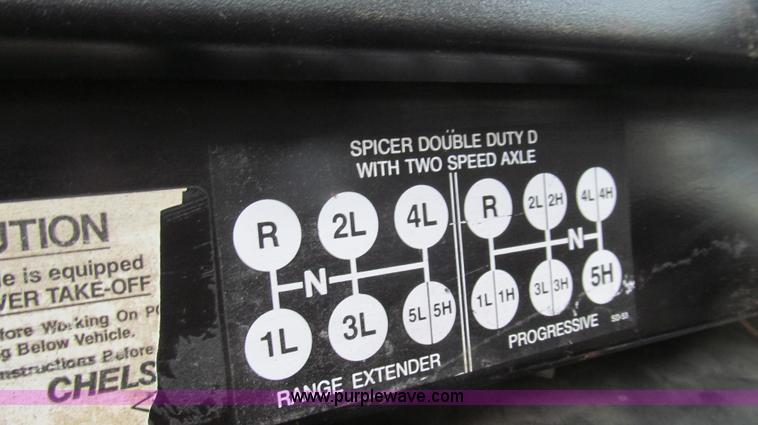 SPICER DOUBLE DUTY D
WITH TWO SPEED AXLE
R 2L 4L
N
1L 3L 5L 5H
RANGE EXTENDER
R 2L 2H 4L 4H
N
1L 1H 3L 3H 5H
PROGRESSIVE
UTION
e is equipped
VER TAKE-OFF
fore Working On P
g Below Vehicle.
nstructions Before
CHELS
www.purplewave.com